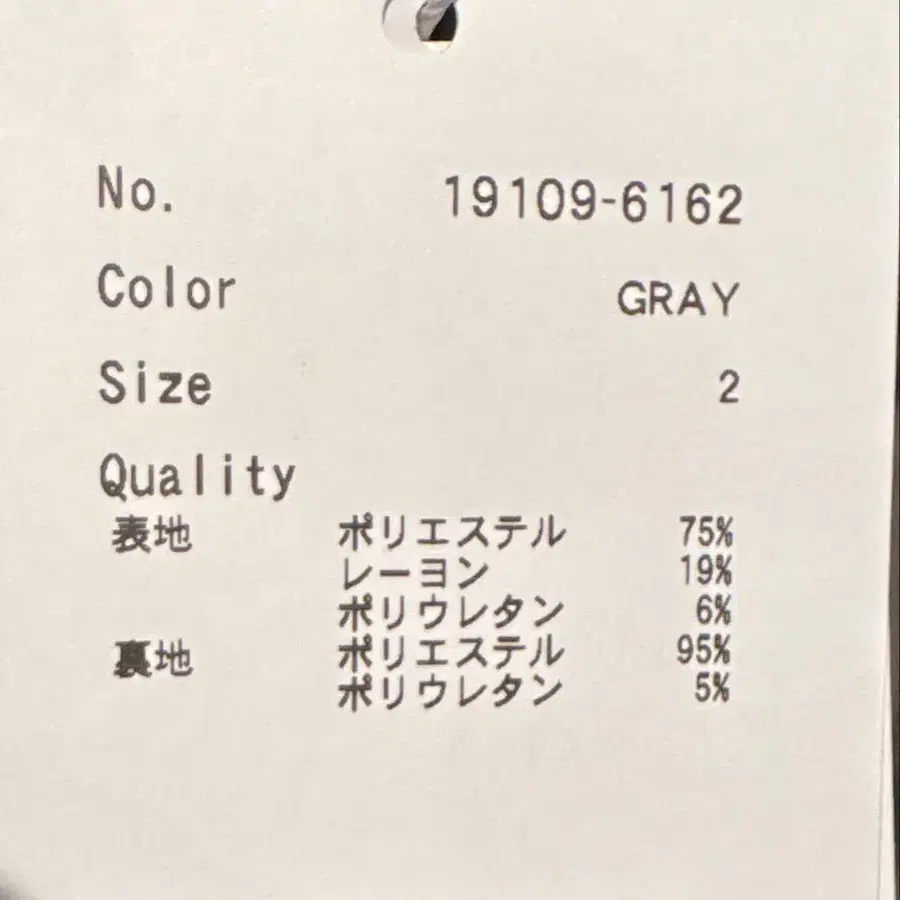 No. 19109-6162
Color GRAY
Size 2
Quality
表地 ポリエステル 75%
レーヨン 19%
ポリウレタン 6%
裏地 ポリエステル 95%
ポリウレタン 5%